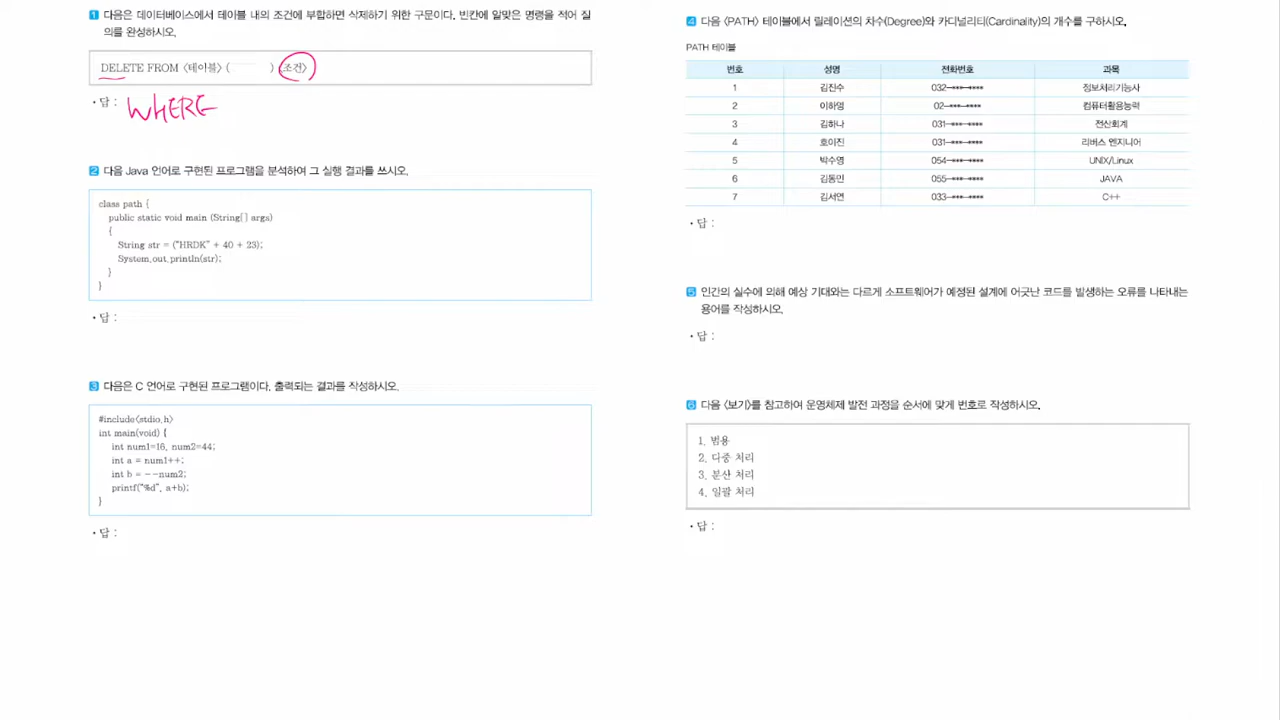 1 다음은 데이터베이스에서 테이블 내의 조건에 부합하면 삭제하기 위한 구문이다. 빈칸에 알맞은 명령을 적어 질
의를 완성하시오.
DELETE FROM 〈테이블〉 (          ) 〈조건〉
• 답 : WHERE
2 다음 Java 언어로 구현된 프로그램을 분석하여 그 실행 결과를 쓰시오.
class path {
public static void main (String[ ] args)
{
String str = ("HRDK" + 40 + 23);
System.out.println(str);
}
}
• 답 :
3 다음은 C 언어로 구현된 프로그램이다. 출력되는 결과를 작성하시오.
#include<stdio.h>
int main(void) {
int num1=16, num2=44;
int a = num1++;
int b = --num2;
printf("%d", a+b);
}
• 답 :
4 다음 〈PATH〉 테이블에서 릴레이션의 차수(Degree)와 카디널리티(Cardinality)의 개수를 구하시오.
PATH 테이블
번호 성명 전화번호 과목
1 김진수 032-***-**** 정보처리기능사
2 이하영 02-***-**** 컴퓨터활용능력
3 김하나 031-***-**** 전산회계
4 호이진 031-***-**** 리버스 엔지니어
5 박수영 054-***-**** UNIX/Linux
6 김동민 055-***-**** JAVA
7 김서연 033-***-**** C++
• 답 :
5 인간의 실수에 의해 예상 기대와는 다르게 소프트웨어가 예정된 설계에 어긋난 코드를 발생하는 오류를 나타내는
용어를 작성하시오.
• 답 :
6 다음 〈보기〉를 참고하여 운영체제 발전 과정을 순서에 맞게 번호로 작성하시오.
1. 범용
2. 다중 처리
3. 분산 처리
4. 일괄 처리
• 답 :